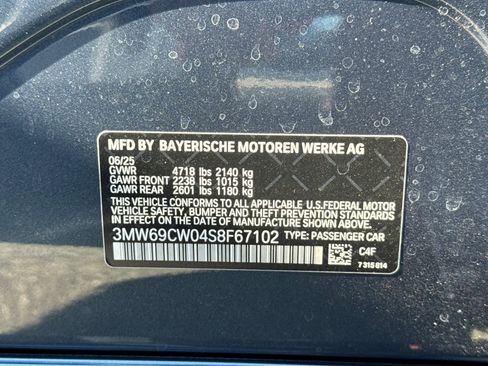 MFD BY BAYERISCHE MOTOREN WERKE AG
06/25
GVWR 4718 lbs 2140 kg
GAWR FRONT 2238 lbs 1015 kg
GAWR REAR 2601 lbs 1180 kg
THIS VEHICLE CONFORMS TO ALL APPLICABLE U.S.FEDERAL MOTOR
VEHICLE SAFETY, BUMPER, AND THEFT PREVENTION STANDARDS IN
EFFECT ON THE DATE OF MANUFACTURE SHOWN ABOVE.
3MW69CW04S8F67102 TYPE: PASSENGER CAR
C4F
7 315 814